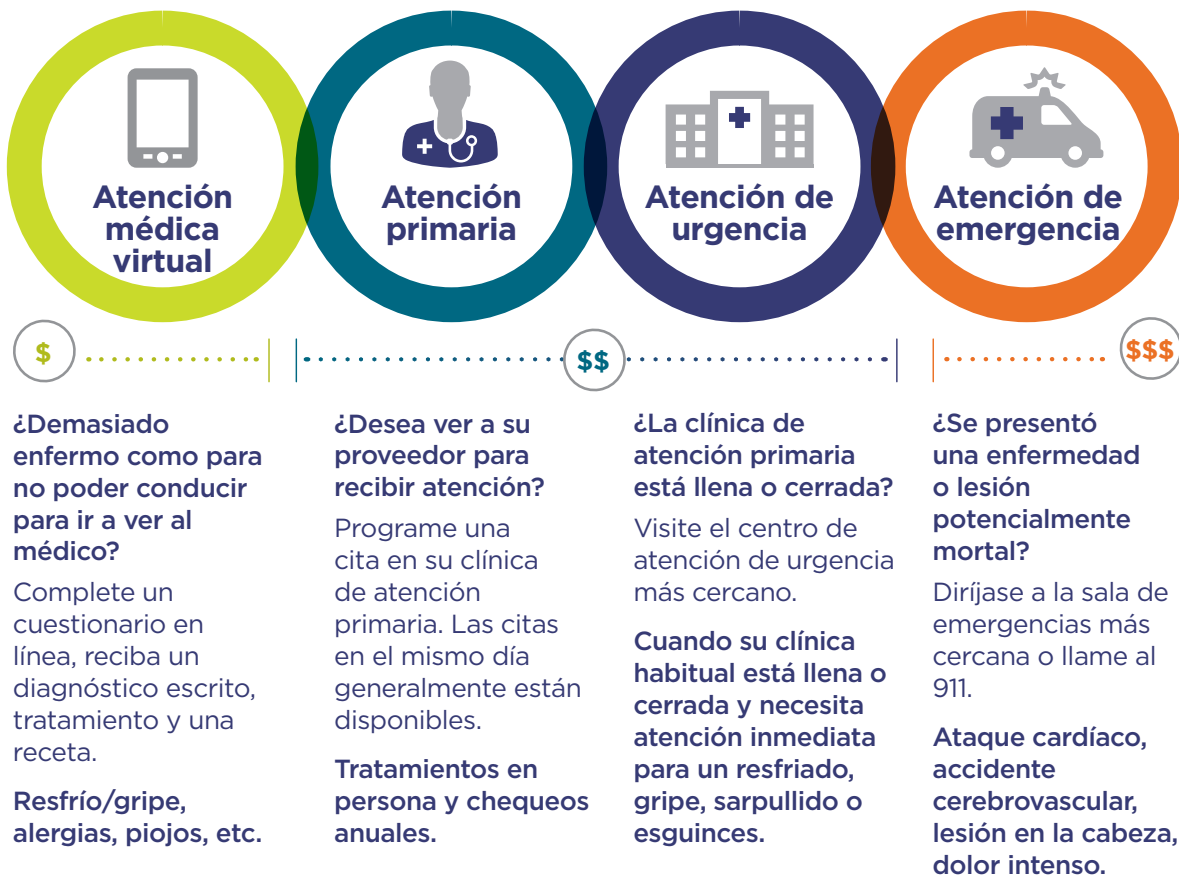 Atención
médica
virtual
Atención
primaria
Atención de
urgencia
Atención de
emergencia
$
$$
$$$
¿Demasiado
enfermo como para
no poder conducir
para ir a ver al
médico?
Complete un
cuestionario en
línea, reciba un
diagnóstico escrito,
tratamiento y una
receta.
Resfrío/gripe,
alergias, piojos, etc.
¿Desea ver a su
proveedor para
recibir atención?
Programe una
cita en su clínica
de atención
primaria. Las citas
en el mismo día
generalmente están
disponibles.
Tratamientos en
persona y chequeos
anuales.
¿La clínica de
atención primaria
está llena o cerrada?
Visite el centro de
atención de urgencia
más cercano.
Cuando su clínica
habitual está llena o
cerrada y necesita
atención inmediata
para un resfriado,
gripe, sarpullido o
esguinces.
¿Se presentó
una enfermedad
o lesión
potencialmente
mortal?
Diríjase a la sala de
emergencias más
cercana o llame al
911.
Ataque cardíaco,
accidente
cerebrovascular,
lesión en la cabeza,
dolor intenso.